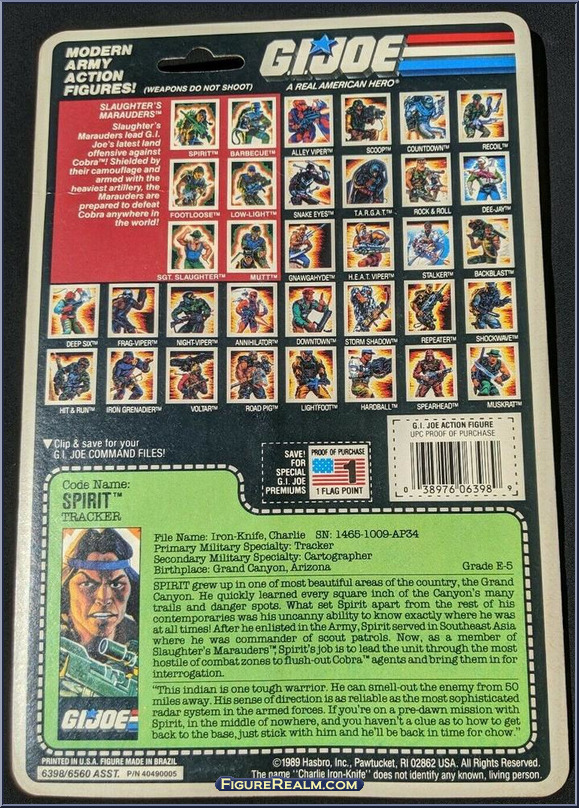 MODERN
ARMY
ACTION
FIGURES! (WEAPONS DO NOT SHOOT)
G.I.JOE
A REAL AMERICAN HERO®
SLAUGHTER'S
MARAUDERS™
Slaughter's
Marauders lead G.I.
Joe's latest land
offensive against
Cobra™! Shielded by
their camouflage and
armed with the
heaviest artillery, the
Marauders are
prepared to defeat
Cobra anywhere in
the world!
SPIRIT™ BARBECUE™ ALLEY VIPER™ SCOOP™ COUNTDOWN™ RECOIL™
FOOTLOOSE™ LOW-LIGHT™ SNAKE EYES™ T.A.R.G.A.T.™ ROCK & ROLL™ DEE-JAY™
SGT. SLAUGHTER™ MUTT™ GNAWGAHYDE™ H.E.A.T. VIPER™ STALKER™ BACKBLAST™
DEEP SIX™ FRAG-VIPER™ NIGHT-VIPER™ ANNIHILATOR™ DOWNTOWN™ STORM SHADOW™ REPEATER™ SHOCKWAVE™
HIT & RUN™ IRON GRENADIER™ VOLTAR™ ROAD PIG™ LIGHTFOOT™ HARDBALL™ SPEARHEAD™ MUSKRAT™
▼Clip & save for your
G.I. JOE COMMAND FILES!
SAVE!
FOR
SPECIAL
G.I. JOE
PREMIUMS
PROOF OF PURCHASE
1
1 FLAG POINT
G.I. JOE ACTION FIGURE
UPC PROOF OF PURCHASE
0 38976 06398 9
Code Name:
SPIRIT™
TRACKER
File Name: Iron-Knife, Charlie SN: 1465-1009-AP34
Primary Military Specialty: Tracker
Secondary Military Specialty: Cartographer
Birthplace: Grand Canyon, Arizona Grade E-5
SPIRIT grew up in one of most beautiful areas of the country, the Grand
Canyon. He quickly learned every square inch of the Canyon's many
trails and danger spots. What set Spirit apart from the rest of his
contemporaries was his uncanny ability to know exactly where he was
at all times! After he enlisted in the Army, Spirit served in Southeast Asia
where he was commander of scout patrols. Now, as a member of
Slaughter's Marauders™, Spirit's job is to lead the unit through the most
hostile of combat zones to flush-out Cobra™ agents and bring them in for
interrogation.
"This indian is one tough warrior. He can smell-out the enemy from 50
miles away. His sense of direction is as reliable as the most sophisticated
radar system in the armed forces. If you're on a pre-dawn mission with
Spirit, in the middle of nowhere, and you haven't a clue as to how to get
back to the base, just stick with him and he'll be back in time for chow."
G.I.JOE
PRINTED IN U.S.A. FIGURE MADE IN BRAZIL
6398/6560 ASST. P/N 40490005
©1989 Hasbro, Inc., Pawtucket, RI 02862 USA. All Rights Reserved.
The name "Charlie Iron-Knife" does not identify any known, living person.
FIGUREREALM.COM